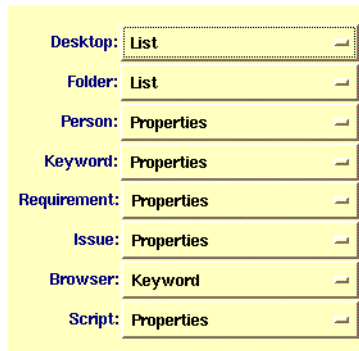 Desktop: List
Folder: List
Person: Properties
Keyword: Properties
Requirement: Properties
Issue: Properties
Browser: Keyword
Script: Properties